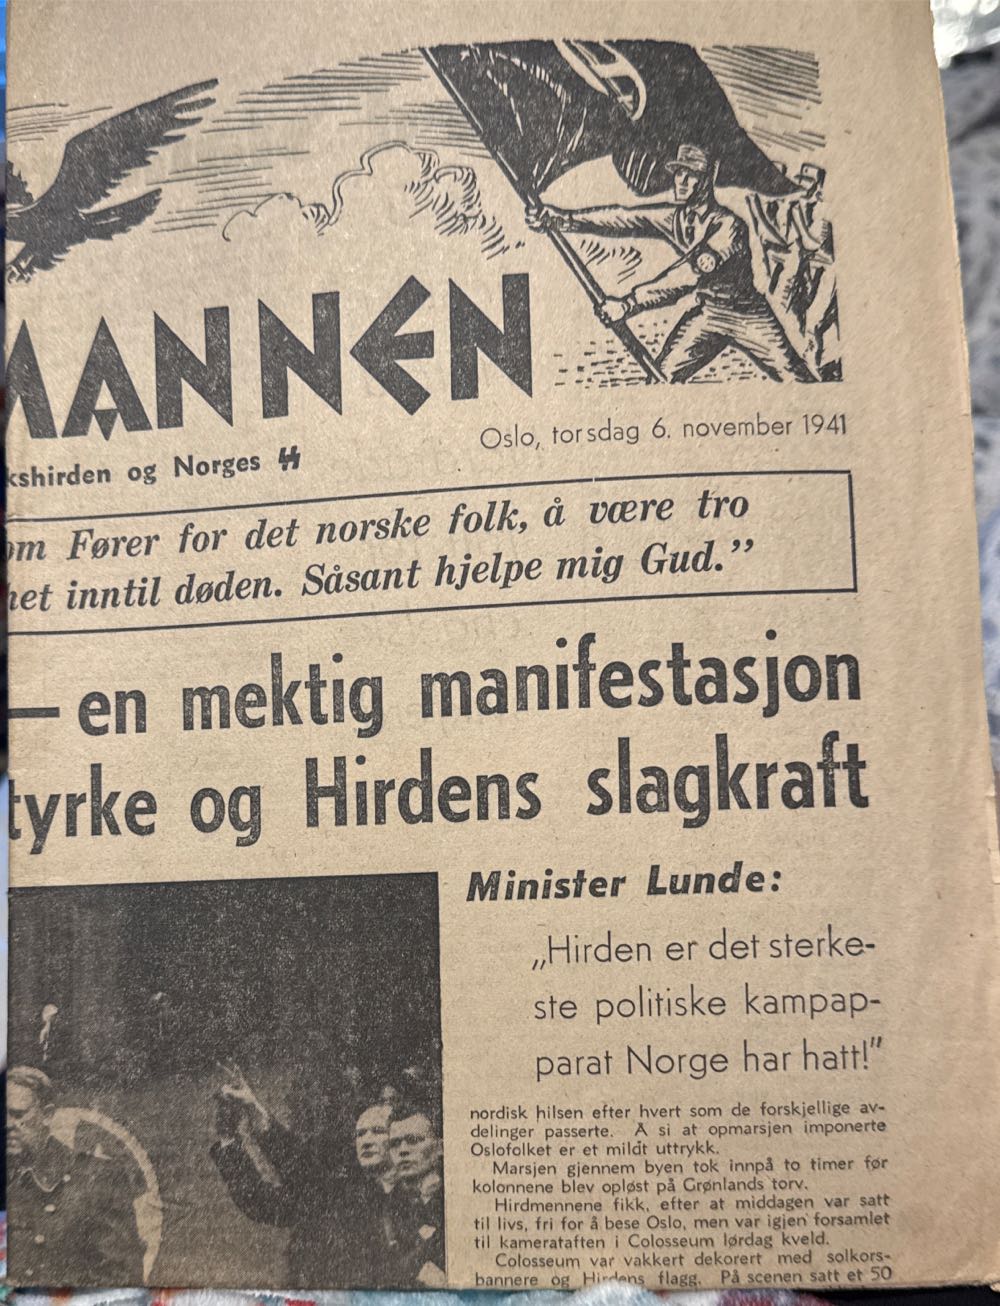 MANNEN
Oslo, torsdag 6. november 1941
kshirden og Norges ᛋᛋ
om Fører for det norske folk, å være tro
het inntil døden. Såsant hjelpe mig Gud.”
— en mektig manifestasjon
tyrke og Hirdens slagkraft
Minister Lunde:
„Hirden er det sterke-
ste politiske kampap-
parat Norge har hatt!”
nordisk hilsen efter hvert som de forskjellige av-
delinger passerte. Å si at opmarsjen imponerte
Oslofolket er et mildt uttrykk.
Marsjen gjennem byen tok innpå to timer før
kolonnene blev opløst på Grønlands torv.
Hirdmennene fikk, efter at middagen var satt
til livs, fri for å bese Oslo, men var igjen forsamlet
til kamerataften i Colosseum lørdag kveld.
Colosseum var vakkert dekorert med solkors-
bannere og Hirdens flagg. På scenen satt et 50